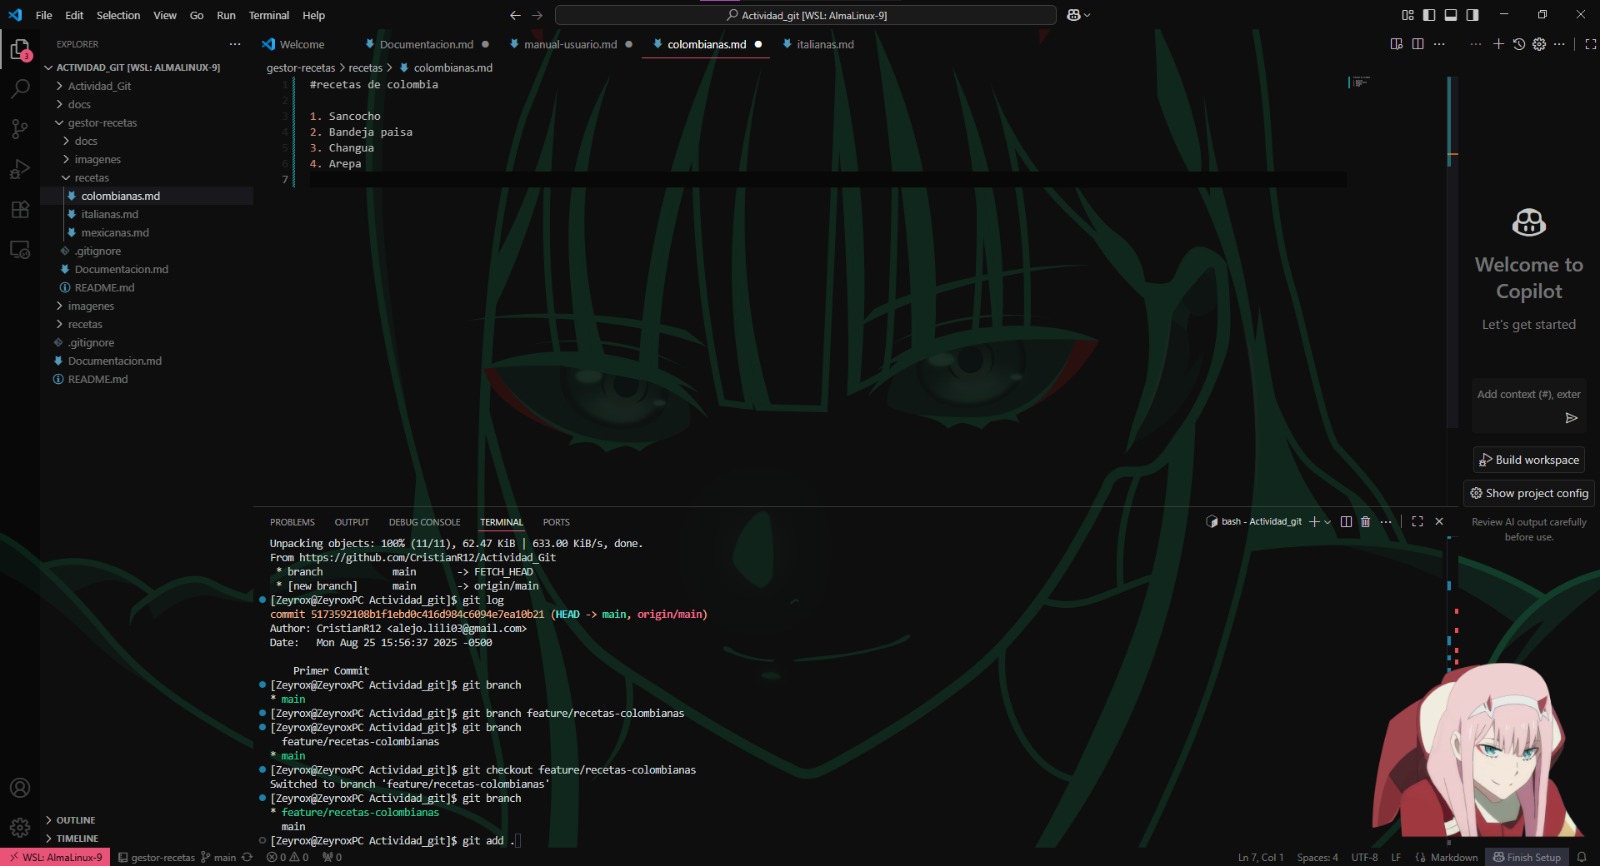 File Edit Selection View Go Run Terminal Help
Actividad_git [WSL: AlmaLinux-9]
EXPLORER
Welcome
Documentacion.md
manual-usuario.md
colombianas.md
italianas.md
ACTIVIDAD_GIT [WSL: ALMALINUX-9]
Actividad_Git
docs
gestor-recetas
docs
imagenes
recetas
colombianas.md
italianas.md
mexicanas.md
.gitignore
Documentacion.md
README.md
imagenes
recetas
.gitignore
Documentacion.md
README.md
OUTLINE
TIMELINE
gestor-recetas > recetas > colombianas.md
1 #recetas de colombia
2
3 1. Sancocho
4 2. Bandeja paisa
5 3. Changua
6 4. Arepa
7
Welcome to
Copilot
Let's get started
Add context (#), exter
Build workspace
Show project config
Review AI output carefully
before use.
PROBLEMS OUTPUT DEBUG CONSOLE TERMINAL PORTS
bash - Actividad_git
Unpacking objects: 100% (11/11), 62.47 KiB | 633.00 KiB/s, done.
From https://github.com/CristianR12/Actividad_Git
* branch main -> FETCH_HEAD
* [new branch] main -> origin/main
[Zeyrox@ZeyroxPC Actividad_git]$ git log
commit 5173592108b1f1ebd0c416d984c6094e7ea10b21 (HEAD -> main, origin/main)
Author: CristianR12 <alejo.lili03@gmail.com>
Date: Mon Aug 25 15:56:37 2025 -0500
Primer Commit
[Zeyrox@ZeyroxPC Actividad_git]$ git branch
* main
[Zeyrox@ZeyroxPC Actividad_git]$ git branch feature/recetas-colombianas
[Zeyrox@ZeyroxPC Actividad_git]$ git branch
feature/recetas-colombianas
* main
[Zeyrox@ZeyroxPC Actividad_git]$ git checkout feature/recetas-colombianas
Switched to branch 'feature/recetas-colombianas'
[Zeyrox@ZeyroxPC Actividad_git]$ git branch
* feature/recetas-colombianas
main
[Zeyrox@ZeyroxPC Actividad_git]$ git add .
WSL: AlmaLinux-9 gestor-recetas main 0 0 0 Ln 7, Col 1 Spaces: 4 UTF-8 LF {} Markdown Finish Setup